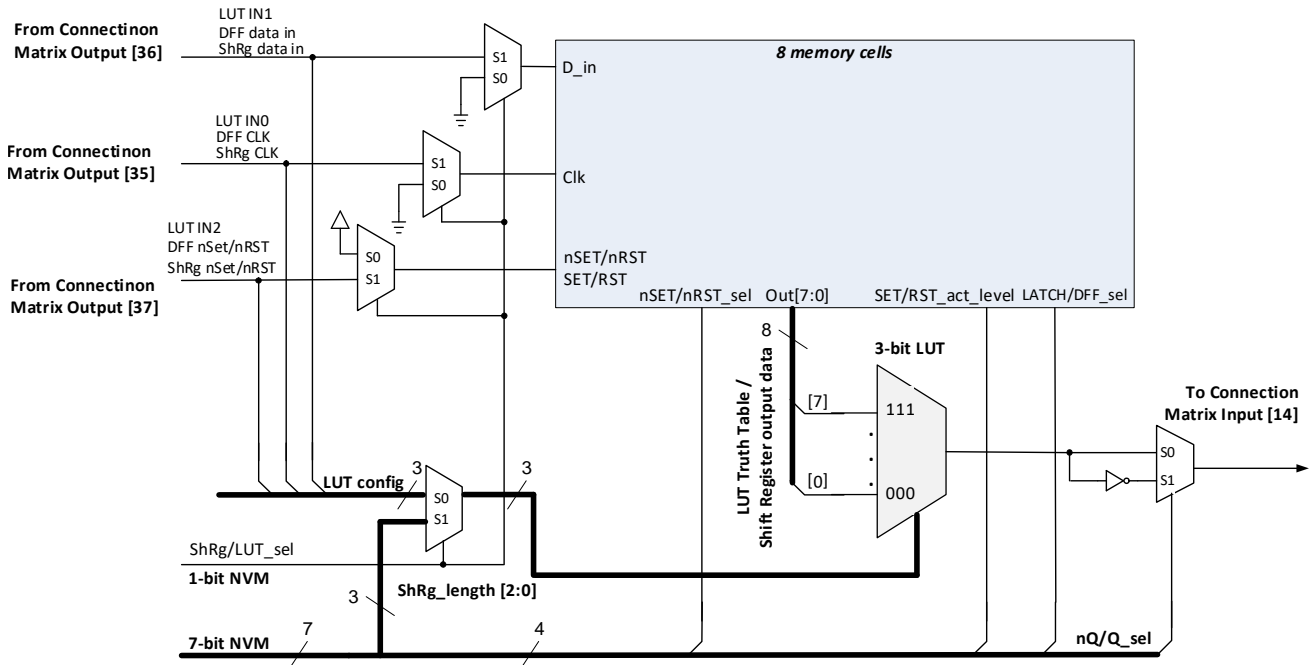 From Connectinon
Matrix Output [36]
LUT IN1
DFF data in
ShRg data in
S1
S0
8 memory cells
D_in
From Connectinon
Matrix Output [35]
LUT IN0
DFF CLK
ShRg CLK
S1
S0
Clk
LUT IN2
DFF nSet/nRST
ShRg nSet/nRST
From Connectinon
Matrix Output [37]
S0
S1
nSET/nRST
SET/RST
nSET/nRST_sel
Out[7:0]
SET/RST_act_level
LATCH/DFF_sel
8
3-bit LUT
LUT Truth Table /
Shift Register output data
[7]
111
[0]
000
To Connection
Matrix Input [14]
S0
S1
LUT config
3
3
S0
S1
ShRg/LUT_sel
1-bit NVM
ShRg_length [2:0]
3
7-bit NVM
7
4
nQ/Q_sel